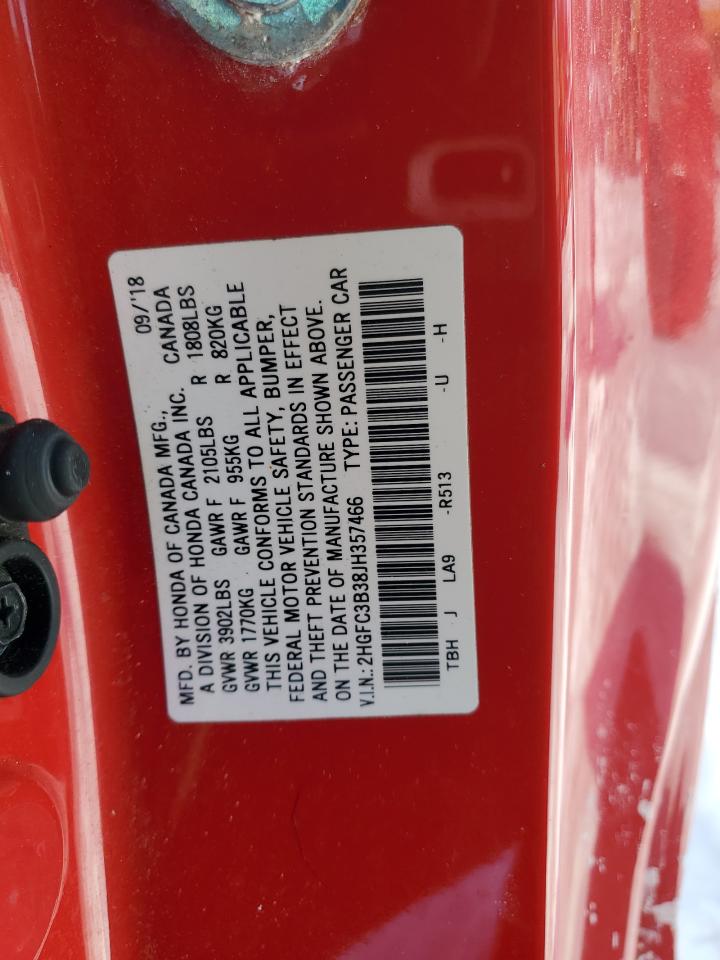 MFD. BY HONDA OF CANADA MFG., 09/'18
A DIVISION OF HONDA CANADA INC. CANADA
GVWR 3902LBS GAWR F 2105LBS R 1808LBS
GVWR 1770KG GAWR F 955KG R 820KG
THIS VEHICLE CONFORMS TO ALL APPLICABLE
FEDERAL MOTOR VEHICLE SAFETY, BUMPER,
AND THEFT PREVENTION STANDARDS IN EFFECT
ON THE DATE OF MANUFACTURE SHOWN ABOVE.
V.I.N.: 2HGFC3B38JH357466 TYPE: PASSENGER CAR
TBH J LA9 -R513 -U -H